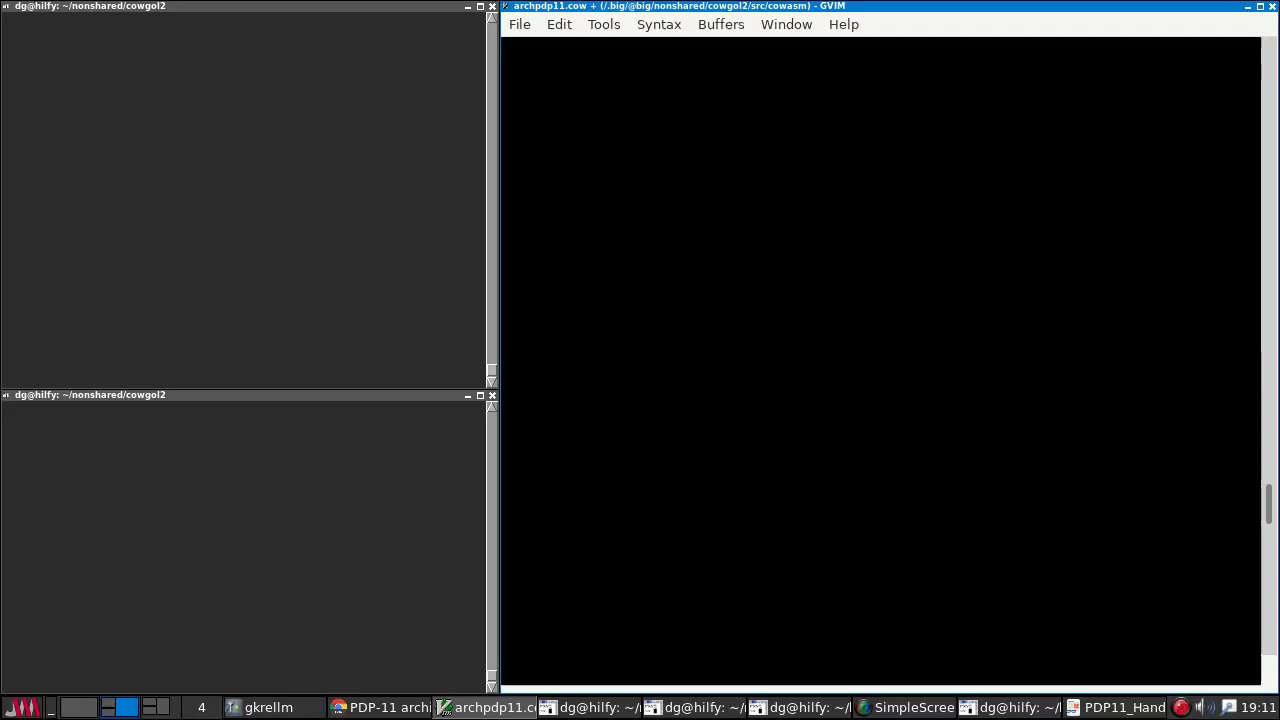 dg@hilfy: ~/nonshared/cowgol2
archpdp11.cow + (/.big/@big/nonshared/cowgol2/src/cowasm) - GVIM
File Edit Tools Syntax Buffers Window Help
dg@hilfy: ~/nonshared/cowgol2
4 gkrellm PDP-11 archi archpdp11.co dg@hilfy: ~/ dg@hilfy: ~/ dg@hilfy: ~/ SimpleScree dg@hilfy: ~/ PDP11_Hand 19:11